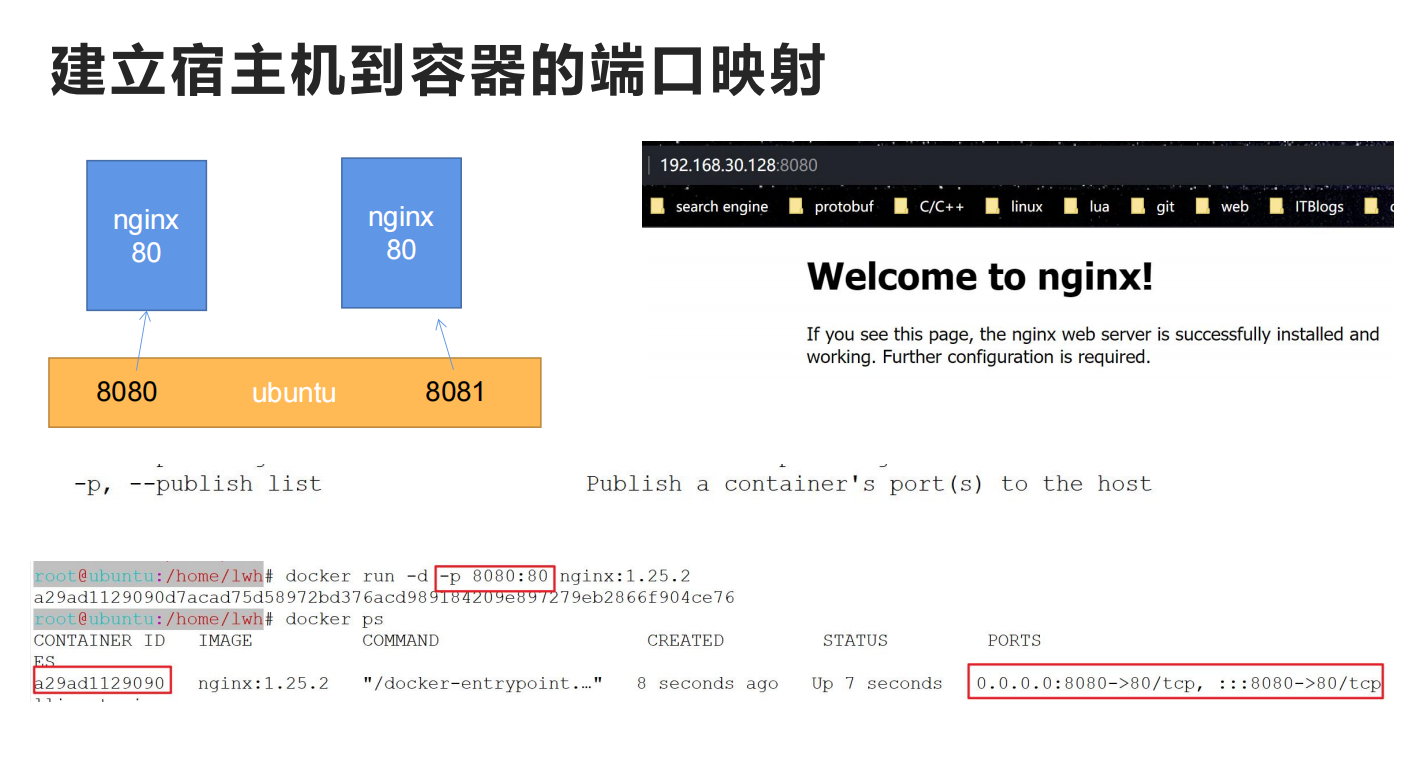 建立宿主机到容器的端口映射
nginx
80
nginx
80
8080
ubuntu
8081
192.168.30.128:8080
search engine protobuf C/C++ linux lua git web ITBlogs
Welcome to nginx!
If you see this page, the nginx web server is successfully installed and
working. Further configuration is required.
-p, --publish list Publish a container's port(s) to the host
root@ubuntu:/home/lwh# docker run -d -p 8080:80 nginx:1.25.2
a29ad1129090d7acad75d58972bd376acd989184209e897279eb2866f904ce76
root@ubuntu:/home/lwh# docker ps
CONTAINER ID IMAGE COMMAND CREATED STATUS PORTS
ES
a29ad1129090 nginx:1.25.2 "/docker-entrypoint.…" 8 seconds ago Up 7 seconds 0.0.0.0:8080->80/tcp, :::8080->80/tcp